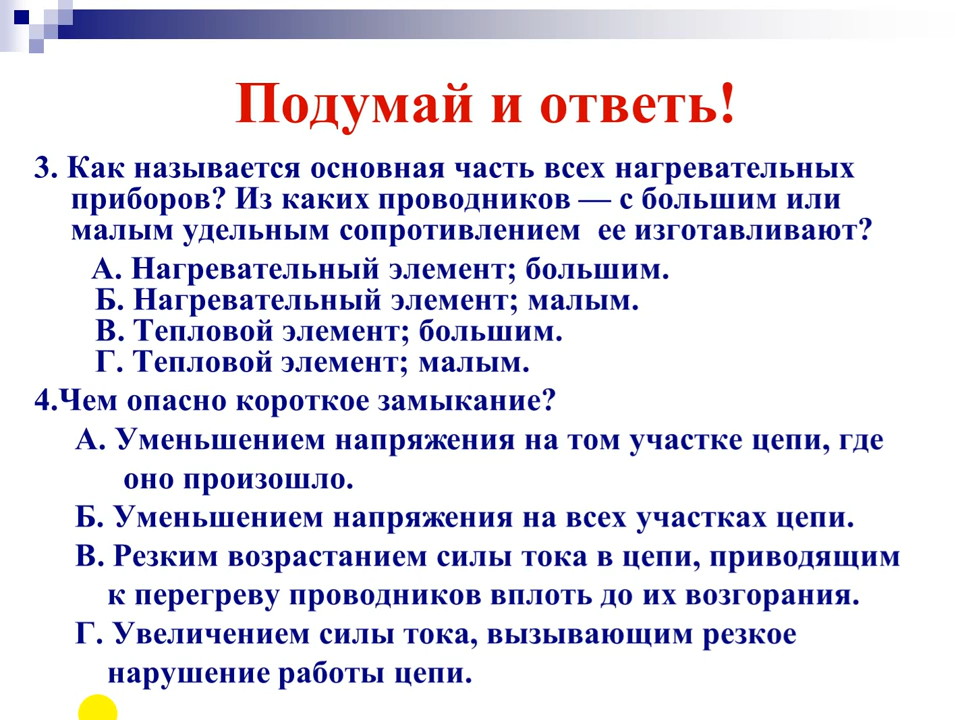 Подумай и ответь!
3. Как называется основная часть всех нагревательных
приборов? Из каких проводников — с большим или
малым удельным сопротивлением ее изготавливают?
А. Нагревательный элемент; большим.
Б. Нагревательный элемент; малым.
В. Тепловой элемент; большим.
Г. Тепловой элемент; малым.
4.Чем опасно короткое замыкание?
А. Уменьшением напряжения на том участке цепи, где
оно произошло.
Б. Уменьшением напряжения на всех участках цепи.
В. Резким возрастанием силы тока в цепи, приводящим
к перегреву проводников вплоть до их возгорания.
Г. Увеличением силы тока, вызывающим резкое
нарушение работы цепи.